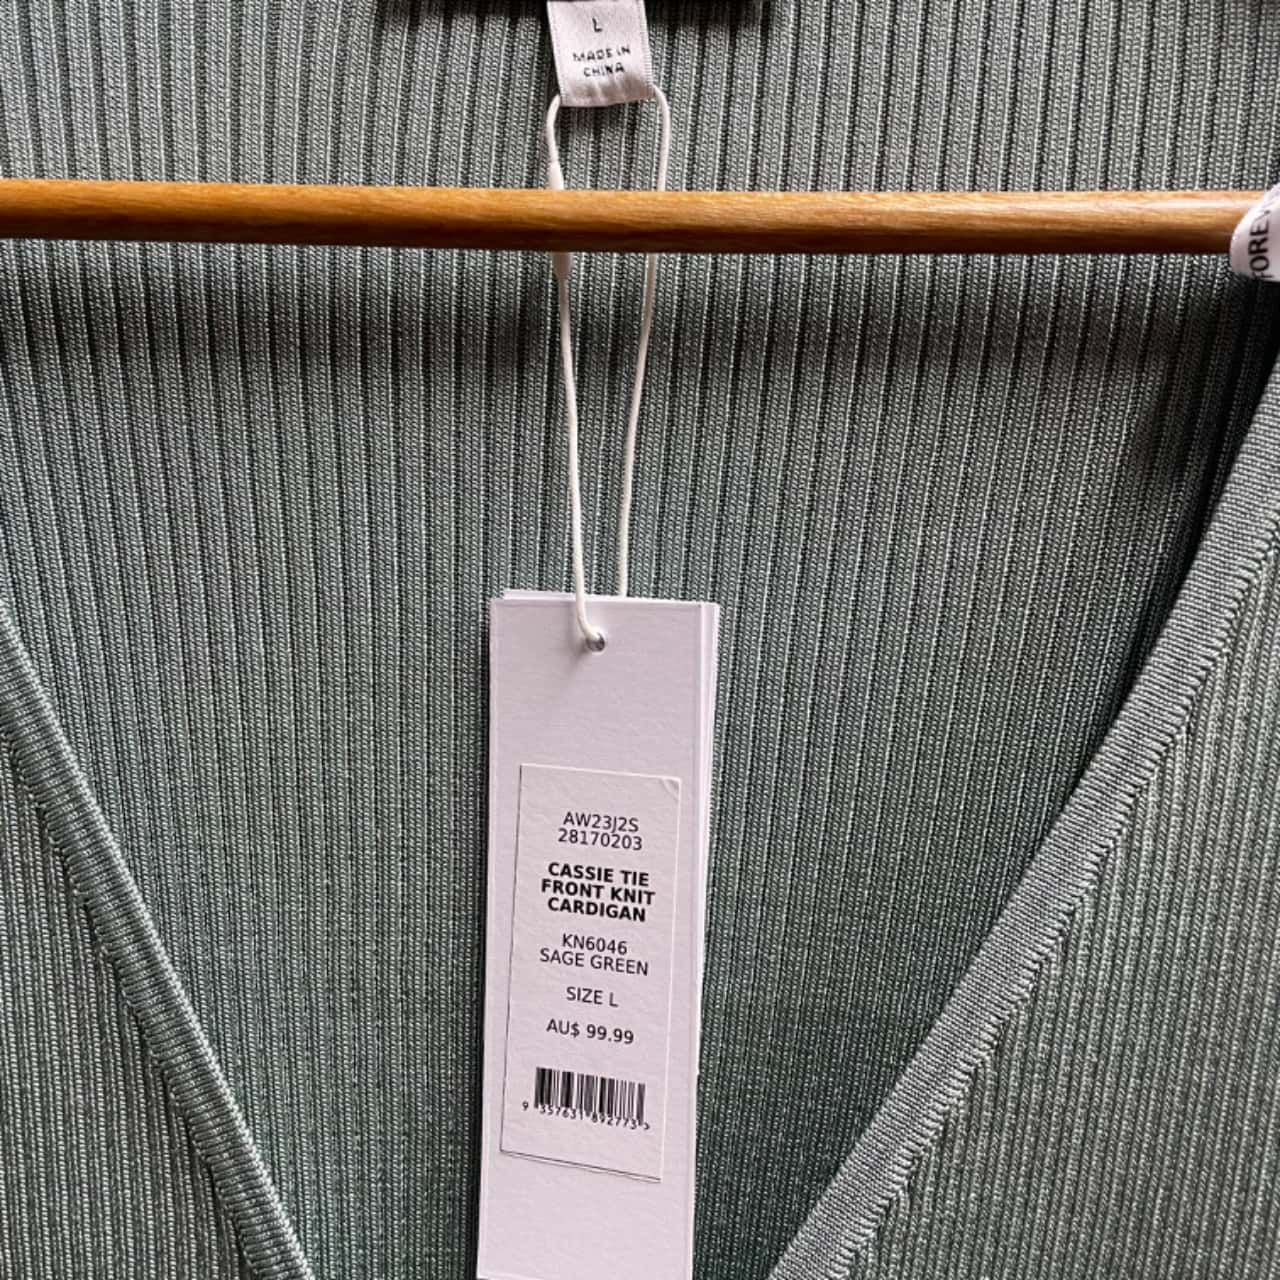 L
MADE IN
CHINA
FOREV
AW23J2S
28170203
CASSIE TIE
FRONT KNIT
CARDIGAN
KN6046
SAGE GREEN
SIZE L
AU$ 99.99
9 357631 892773 >